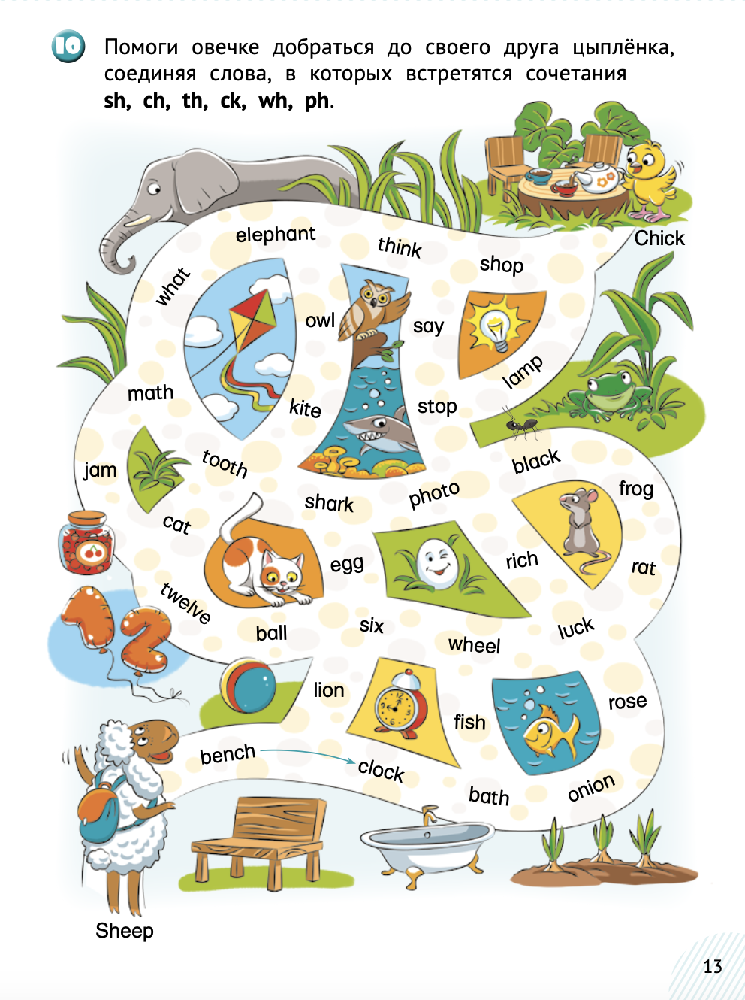 10
Помоги овечке добраться до своего друга цыплёнка,
соединяя слова, в которых встретятся сочетания
sh, ch, th, ck, wh, ph.
elephant
think
Chick
shop
what
owl
say
lamp
math
kite
stop
jam
tooth
black
shark
photo
frog
cat
egg
rich
rat
twelve
ball
six
wheel
luck
lion
fish
rose
bench
clock
bath
onion
Sheep
13